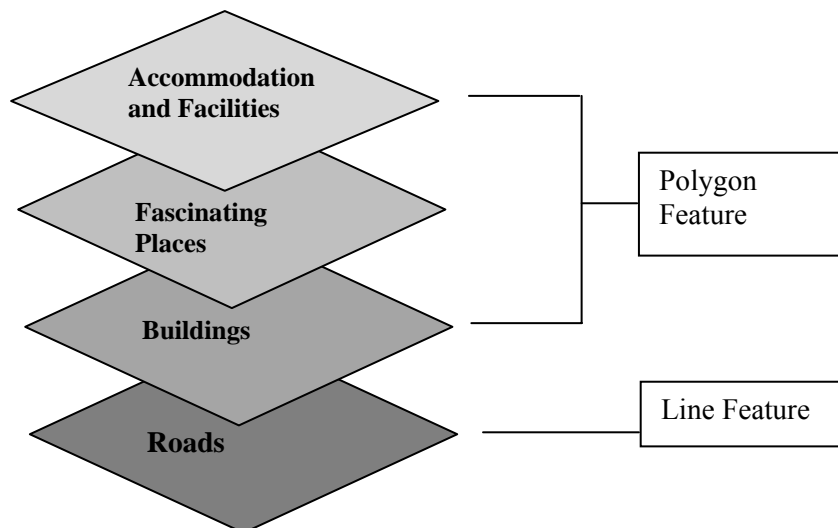 Accommodation
and Facilities
Fascinating
Places
Polygon
Feature
Buildings
Line Feature
Roads